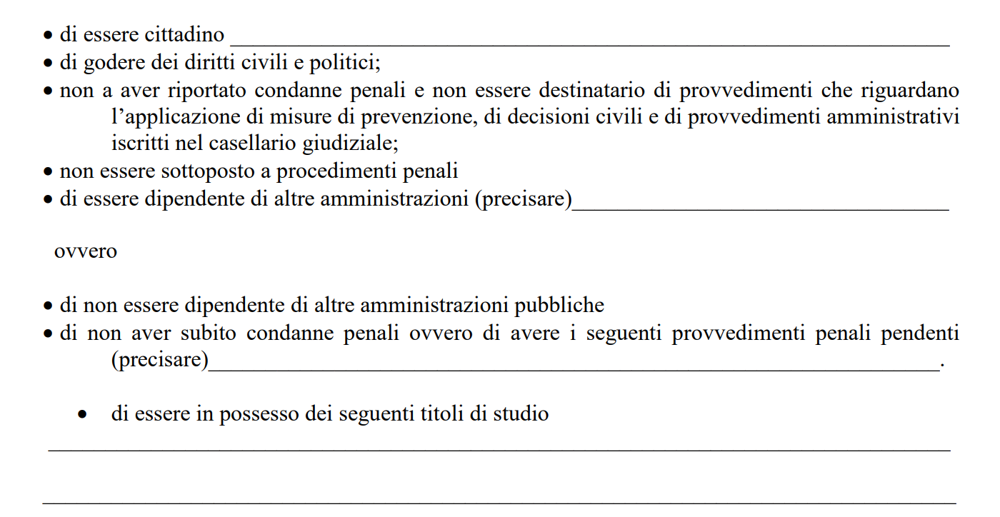 • di essere cittadino _______________________________________________________________
• di godere dei diritti civili e politici;
• non a aver riportato condanne penali e non essere destinatario di provvedimenti che riguardano
l’applicazione di misure di prevenzione, di decisioni civili e di provvedimenti amministrativi
iscritti nel casellario giudiziale;
• non essere sottoposto a procedimenti penali
• di essere dipendente di altre amministrazioni (precisare)_________________________________
ovvero
• di non essere dipendente di altre amministrazioni pubbliche
• di non aver subito condanne penali ovvero di avere i seguenti provvedimenti penali pendenti
(precisare)________________________________________________________________.
• di essere in possesso dei seguenti titoli di studio
_______________________________________________________________________________
________________________________________________________________________________